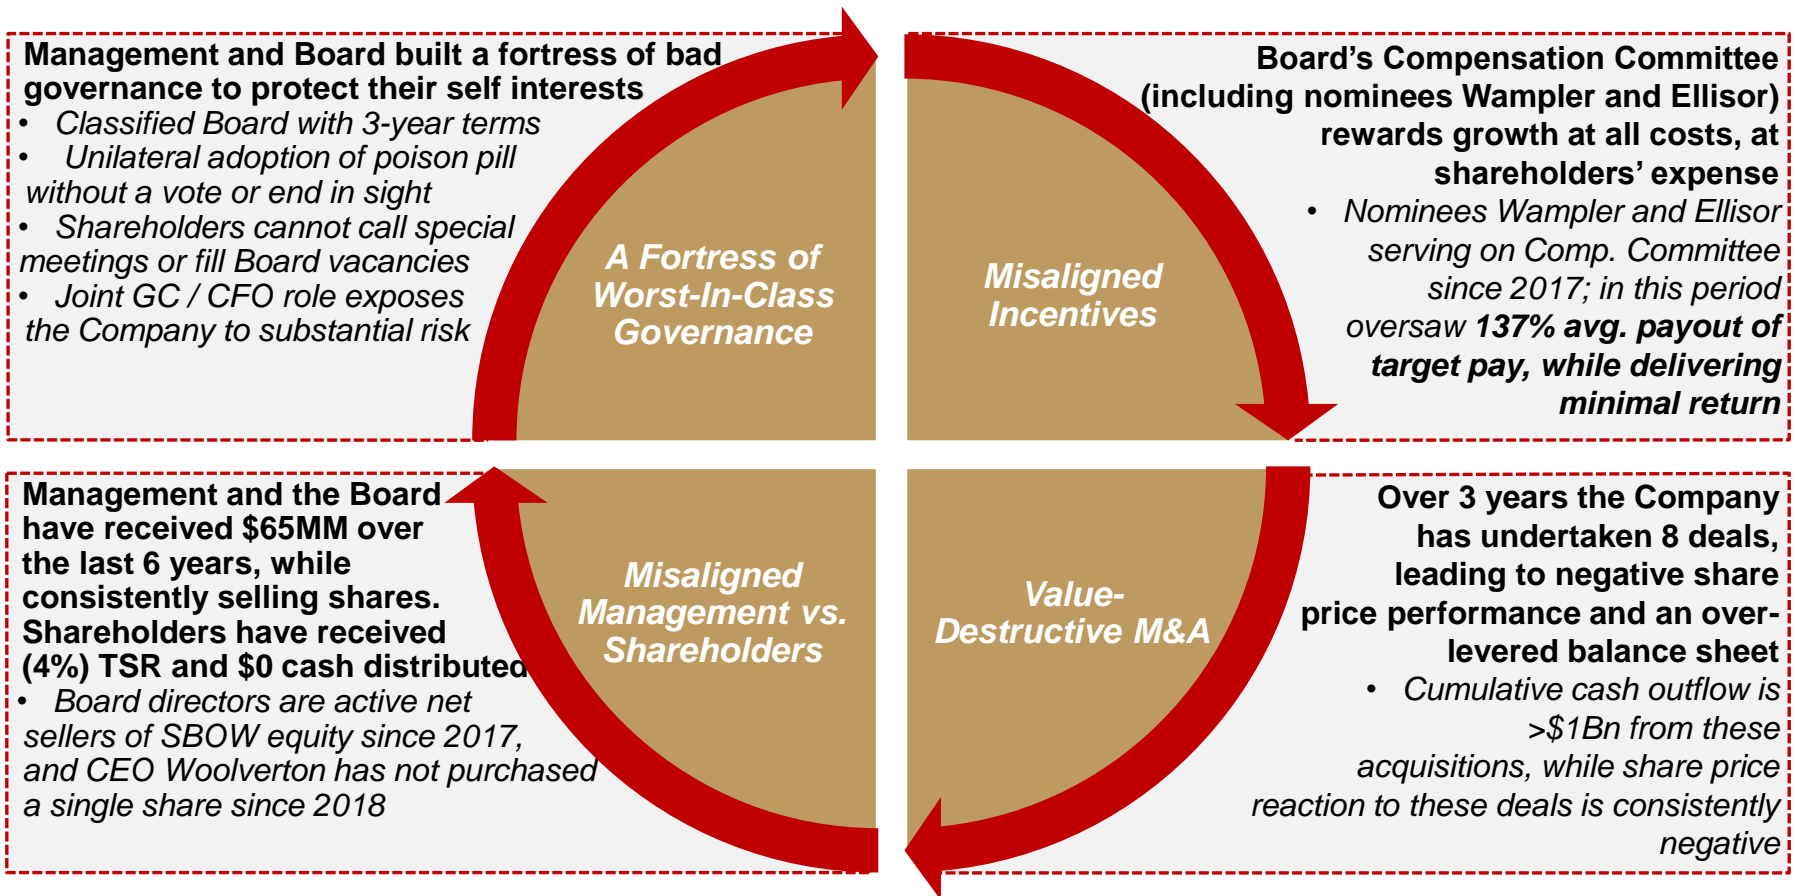 Management and Board built a fortress of bad
governance to protect their self interests
• Classified Board with 3-year terms
• Unilateral adoption of poison pill
without a vote or end in sight
• Shareholders cannot call special
meetings or fill Board vacancies
• Joint GC / CFO role exposes
the Company to substantial risk
A Fortress of
Worst-In-Class
Governance
Misaligned
Incentives
Board’s Compensation Committee
(including nominees Wampler and Ellisor)
rewards growth at all costs, at
shareholders’ expense
• Nominees Wampler and Ellisor
serving on Comp. Committee
since 2017; in this period
oversaw 137% avg. payout of
target pay, while delivering
minimal return
Management and the Board
have received $65MM over
the last 6 years, while
consistently selling shares.
Shareholders have received
(4%) TSR and $0 cash distributed
• Board directors are active net
sellers of SBOW equity since 2017,
and CEO Woolverton has not purchased
a single share since 2018
Misaligned
Management vs.
Shareholders
Value-
Destructive M&A
Over 3 years the Company
has undertaken 8 deals,
leading to negative share
price performance and an over-
levered balance sheet
• Cumulative cash outflow is
>$1Bn from these
acquisitions, while share price
reaction to these deals is consistently
negative